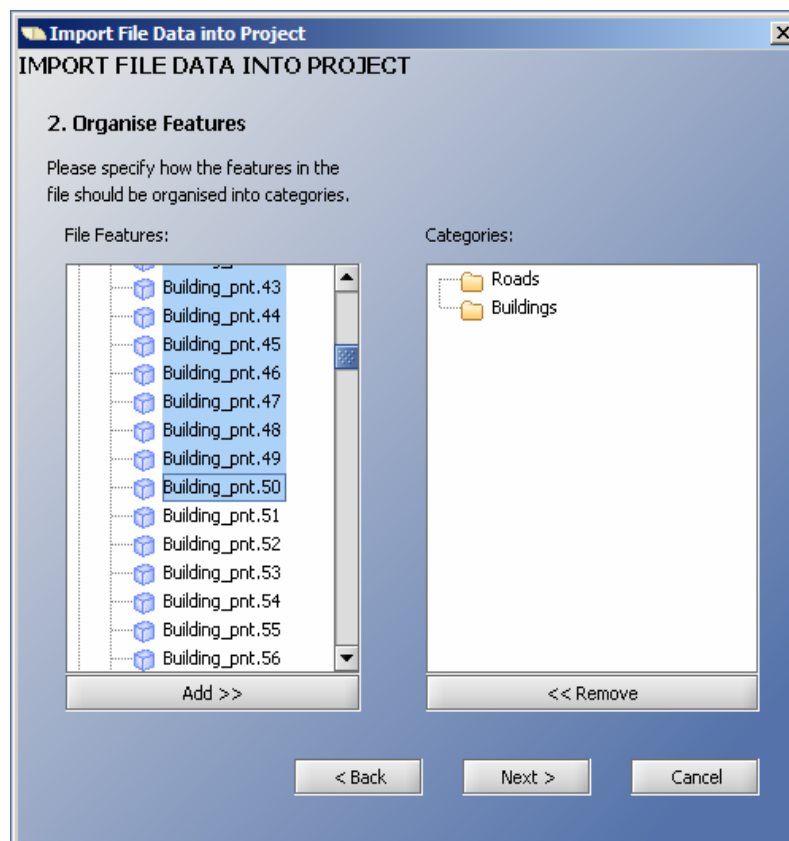 Import File Data into Project
IMPORT FILE DATA INTO PROJECT
2. Organise Features
Please specify how the features in the
file should be organised into categories.
File Features:
Categories:
Building_pnt.43
Building_pnt.44
Building_pnt.45
Building_pnt.46
Building_pnt.47
Building_pnt.48
Building_pnt.49
Building_pnt.50
Building_pnt.51
Building_pnt.52
Building_pnt.53
Building_pnt.54
Building_pnt.55
Building_pnt.56
Roads
Buildings
Add >>
<< Remove
< Back
Next >
Cancel